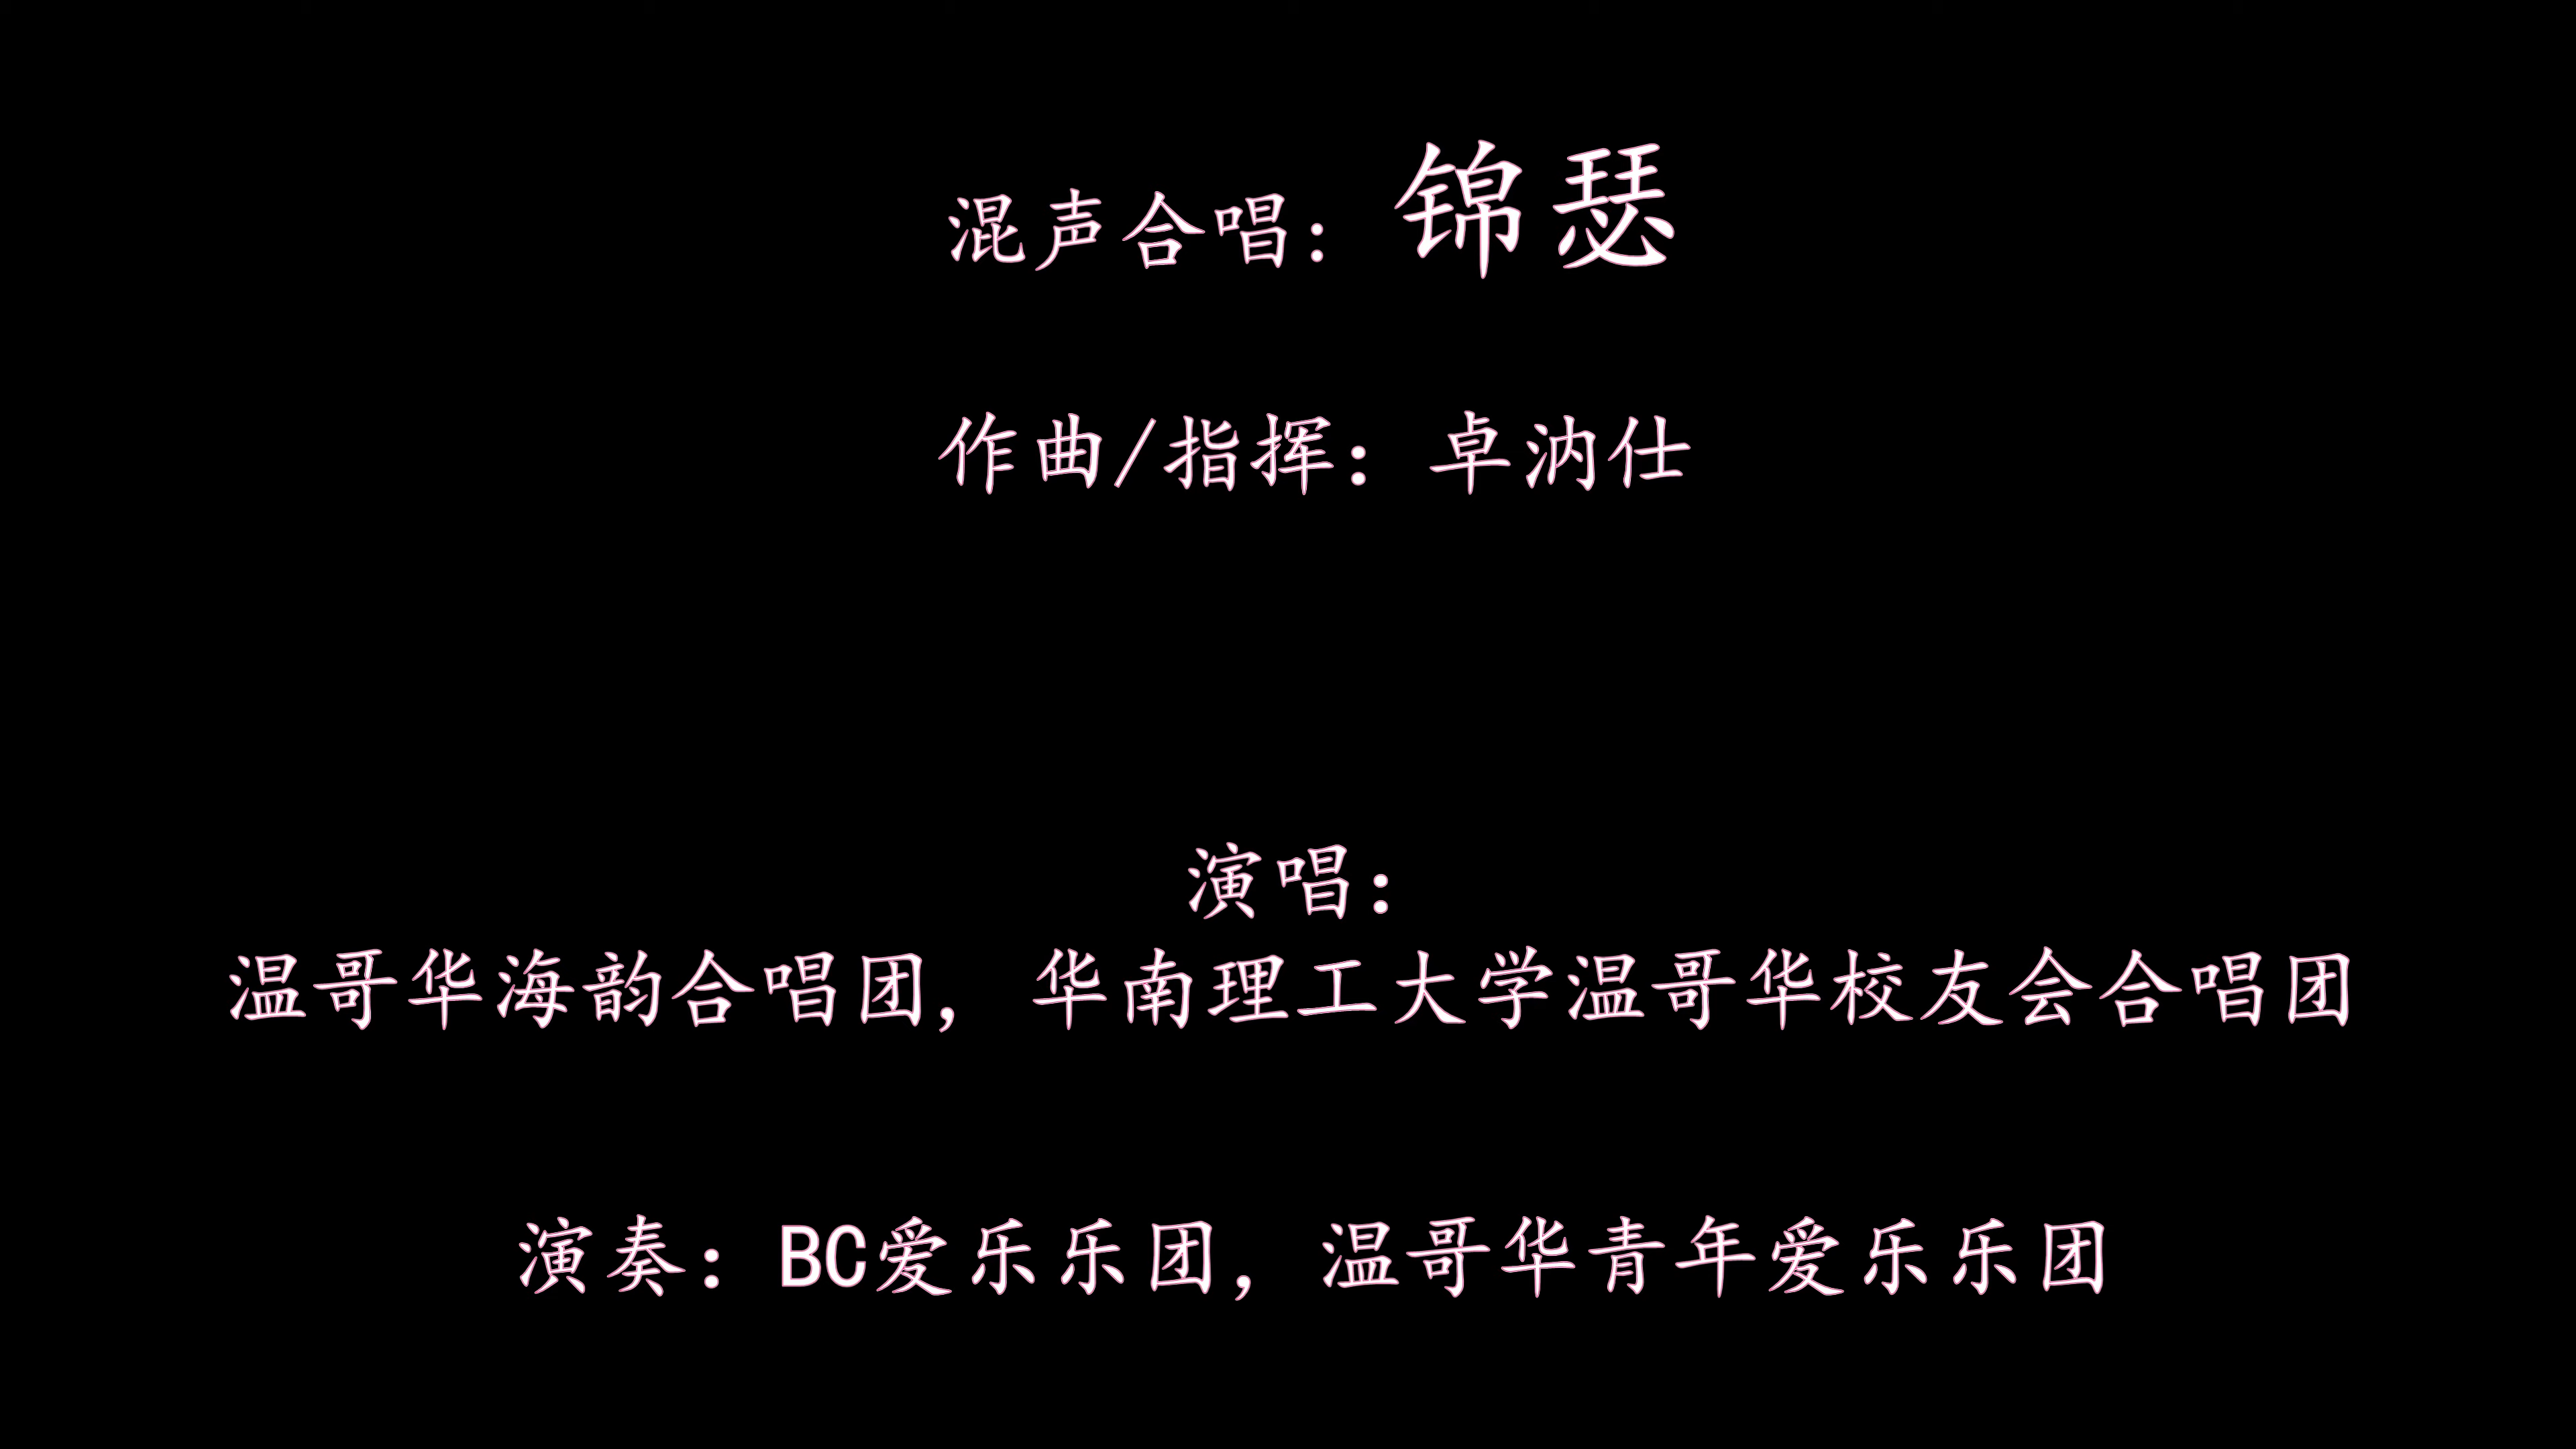 混声合唱：锦瑟
作曲/指挥：卓汭仕
演唱：
温哥华海韵合唱团，华南理工大学温哥华校友会合唱团
演奏：BC爱乐乐团，温哥华青年爱乐乐团